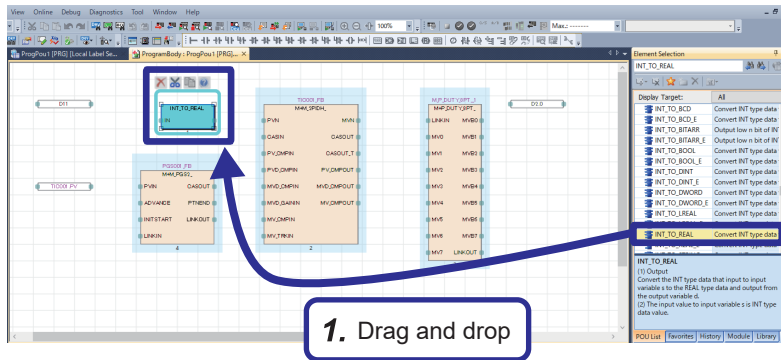 View Online Debug Diagnostics Tool Window Help
100%
Max.:
ProgPou1 [PRG] [Local Label Se...
ProgramBody : ProgPou1 [PRG]...
Element Selection
INT_TO_REAL
Display Target: All
INT_TO_BCD Convert INT type data
INT_TO_BCD_E Convert INT type data
INT_TO_BITARR Output low n bit of IN
INT_TO_BITARR_E Output low n bit of IN
INT_TO_BOOL Convert INT type data
INT_TO_BOOL_E Convert INT type data
INT_TO_DINT Convert INT type data
INT_TO_DINT_E Convert INT type data
INT_TO_DWORD Convert INT type data
INT_TO_DWORD_E Convert INT type data
INT_TO_LREAL Convert INT type data
INT_TO_REAL Convert INT type data
INT_TO_REAL
(1) Output
Convert the INT type data that input to input
variable s to the REAL type data and output from
the output variable d.
(2) The input value to input variable s is INT type
data value.
POU List Favorites History Module Library
D11
INT_TO_REAL
IN
1
TIC001.PV
PGS001_FB
M+M_PGS2_
PVIN CASOUT
ADVANCE PTNEND
INITSTART LINKOUT
LINKIN
4
TIC001_FB
M+M_2PIDH_
PVN MVN
CASIN CASOUT
PV_CMPIN CASOUT_T
PVD_CMPIN PV_CMPOUT
MVD_CMPIN MVD_CMPOUT
MVD_GAININ MV_CMPOUT
MV_CMPIN
MV_TRKIN
2
M+P_DUTY_8PT_
LINKIN MVB0
MV0 MVB1
MV1 MVB2
MV2 MVB3
MV3 MVB4
MV4 MVB5
MV5 MVB6
MV6 MVB7
MV7 LINKOUT
D2.0
1. Drag and drop